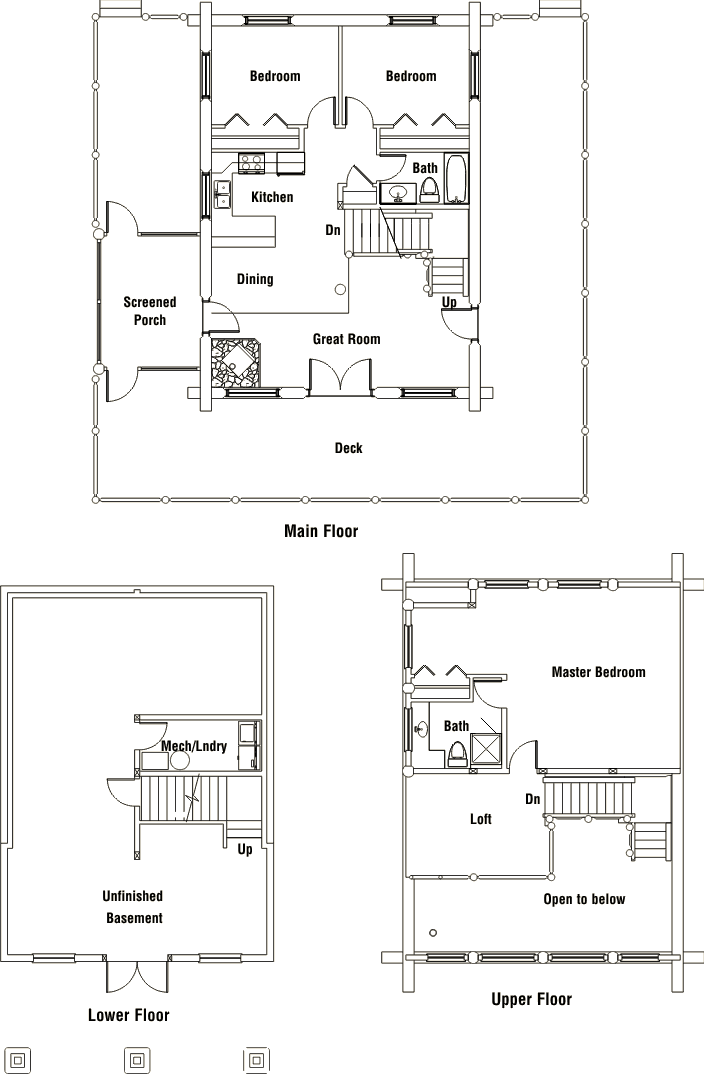 Bedroom
Bedroom
Bath
Kitchen
Dn
Dining
Up
Screened
Porch
Great Room
Deck
Main Floor
Mech/Lndry
Up
Unfinished
Basement
Lower Floor
Master Bedroom
Bath
Dn
Loft
Open to below
Upper Floor